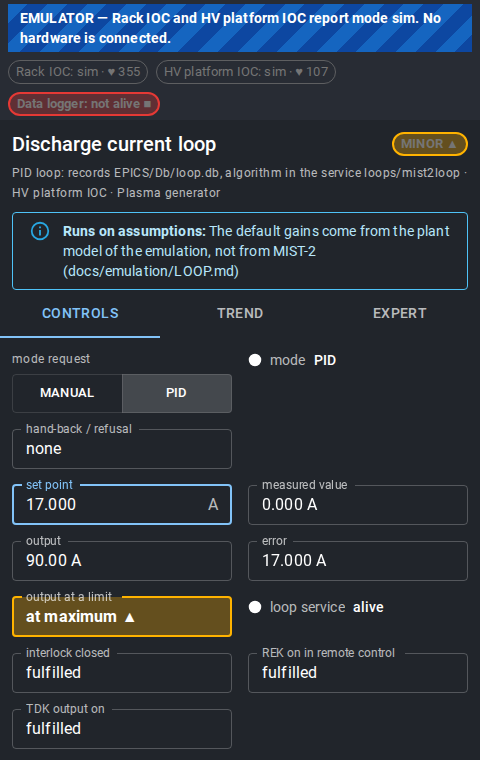 EMULATOR — Rack IOC and HV platform IOC report mode sim. No
hardware is connected.
Rack IOC: sim · ♥ 355
HV platform IOC: sim · ♥ 107
Data logger: not alive ■
Discharge current loop
MINOR ▲
PID loop: records EPICS/Db/loop.db, algorithm in the service loops/mist2loop ·
HV platform IOC · Plasma generator
Runs on assumptions: The default gains come from the plant
model of the emulation, not from MIST-2
(docs/emulation/LOOP.md)
CONTROLS
TREND
EXPERT
mode request
mode PID
MANUAL
PID
hand-back / refusal
none
set point
17.000 A
measured value
0.000 A
output
90.00 A
error
17.000 A
output at a limit
at maximum ▲
loop service alive
interlock closed
fulfilled
REK on in remote control
fulfilled
TDK output on
fulfilled